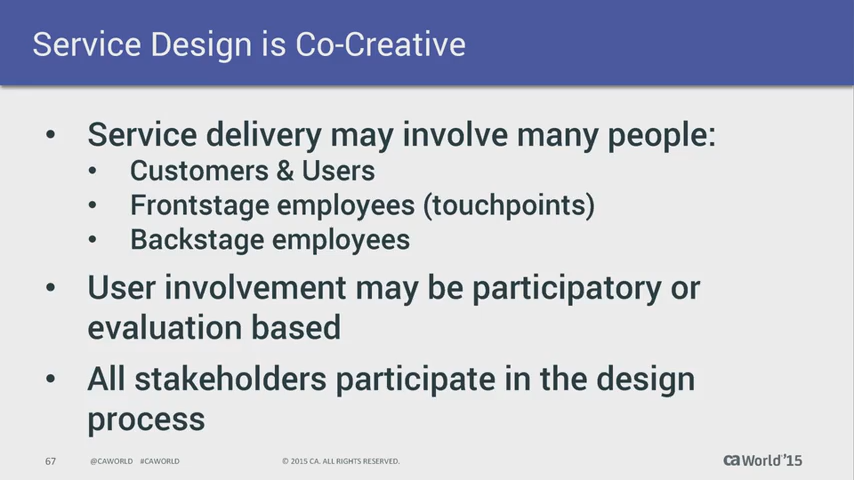 Service Design is Co-Creative
• Service delivery may involve many people:
• Customers & Users
• Frontstage employees (touchpoints)
• Backstage employees
• User involvement may be participatory or
evaluation based
• All stakeholders participate in the design
process
67 @CAWORLD #CAWORLD © 2015 CA. ALL RIGHTS RESERVED. ca World '15